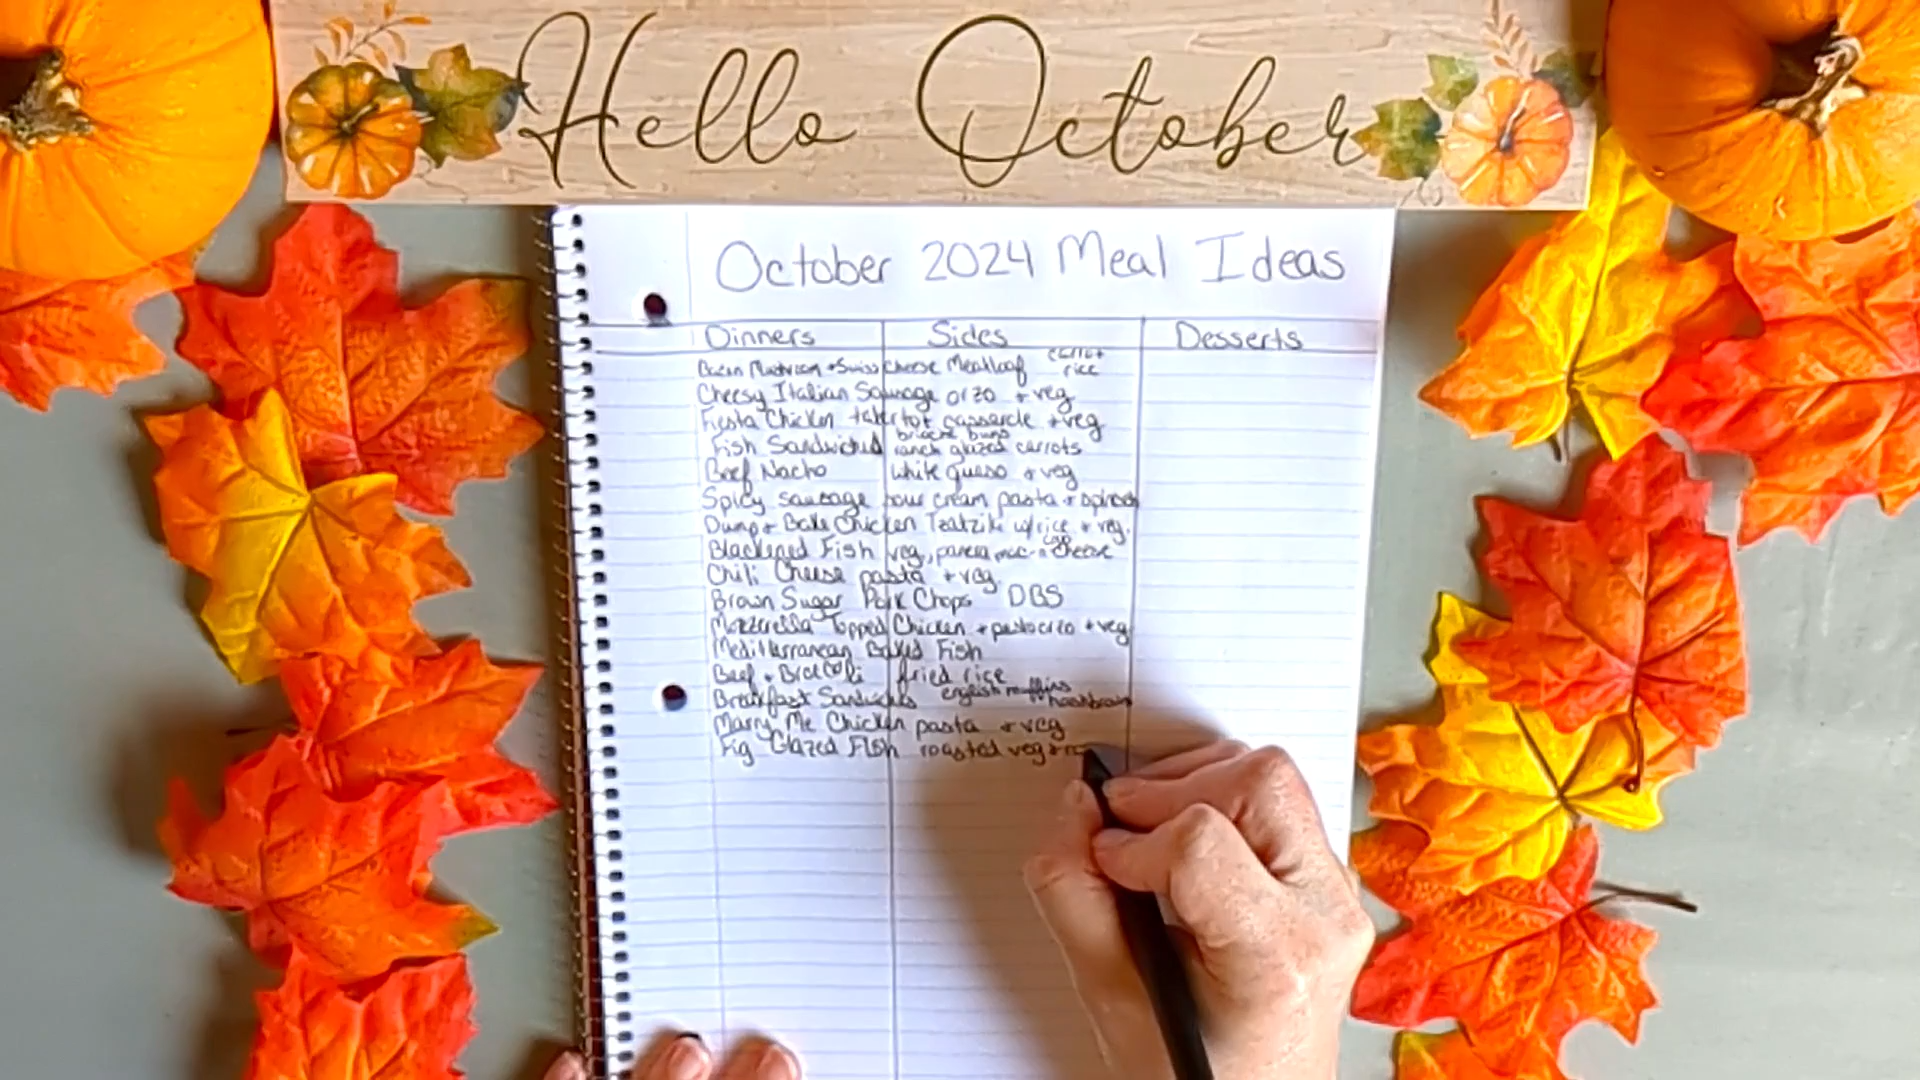 Hello October
October 2024 Meal Ideas
Dinners Sides Desserts
Bacon Mushroom + Swiss Cheese Meatloaf rice
Cheesy Italian Sausage orzo + veg
Fiesta Chicken tater tot casserole + veg
brioche buns
Fish Sandwiches ranch glazed carrots
Beef Nacho white queso + veg
Spicy sausage sour cream pasta + spinach
Dump + Bake Chicken Tzatziki w/rice + veg.
Blackened Fish veg, panera mac-n-cheese
Chili Cheese pasta + veg.
Brown Sugar Pork Chops DBS
Mozzarella Topped Chicken + pesto orzo + veg
Mediterranean Baked Fish
Beef + Broccoli fried rice
english muffins
Breakfast Sandwiches hashbrown
Marry Me Chicken pasta + veg
Fig Glazed Fish roasted veg +